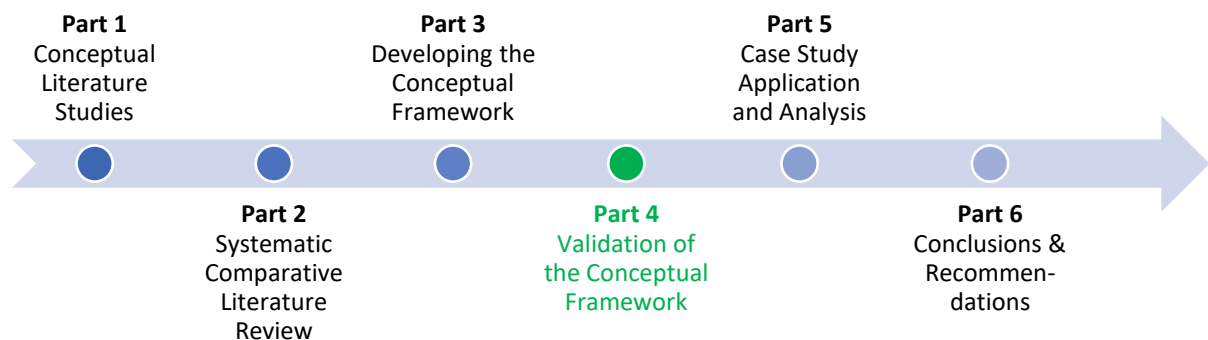 Part 1
Conceptual
Literature
Studies
Part 2
Systematic
Comparative
Literature
Review
Part 3
Developing the
Conceptual
Framework
Part 4
Validation of
the Conceptual
Framework
Part 5
Case Study
Application
and Analysis
Part 6
Conclusions &
Recommen-
dations